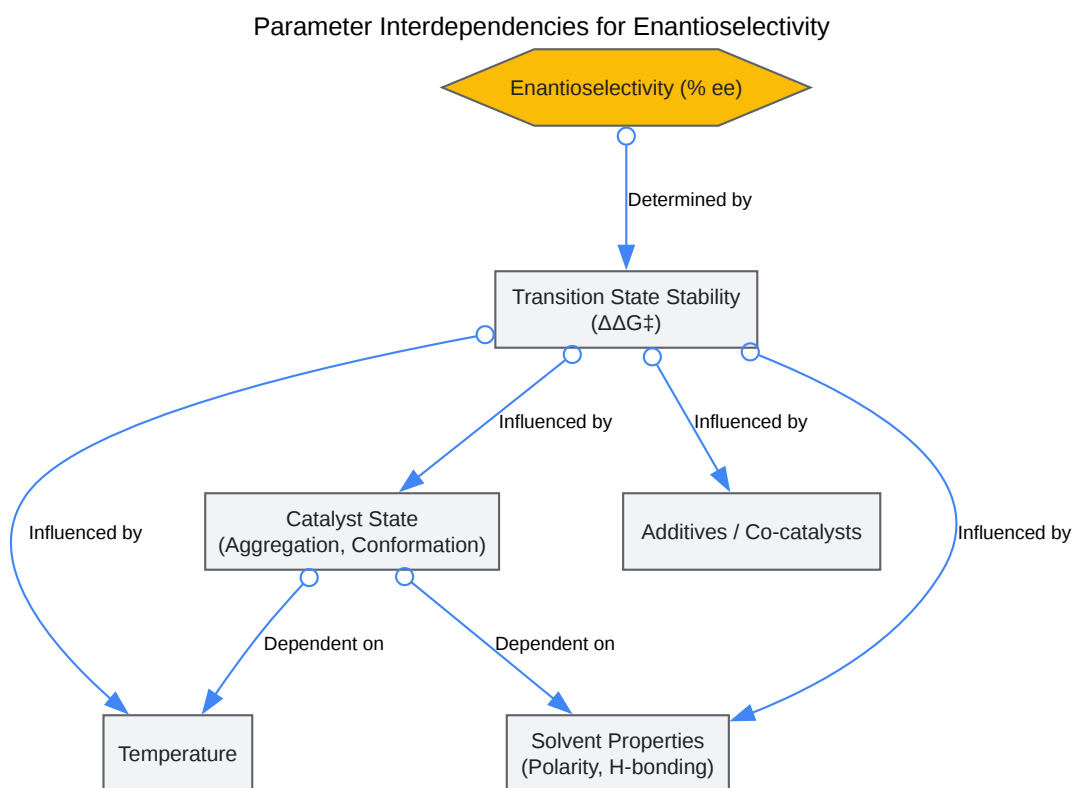 Parameter Interdependencies for Enantioselectivity
Enantioselectivity (% ee)
Determined by
Transition State Stability
(ΔΔG‡)
Influenced by
Influenced by
Catalyst State
(Aggregation, Conformation)
Additives / Co-catalysts
Influenced by
Influenced by
Dependent on
Dependent on
Temperature
Solvent Properties
(Polarity, H-bonding)